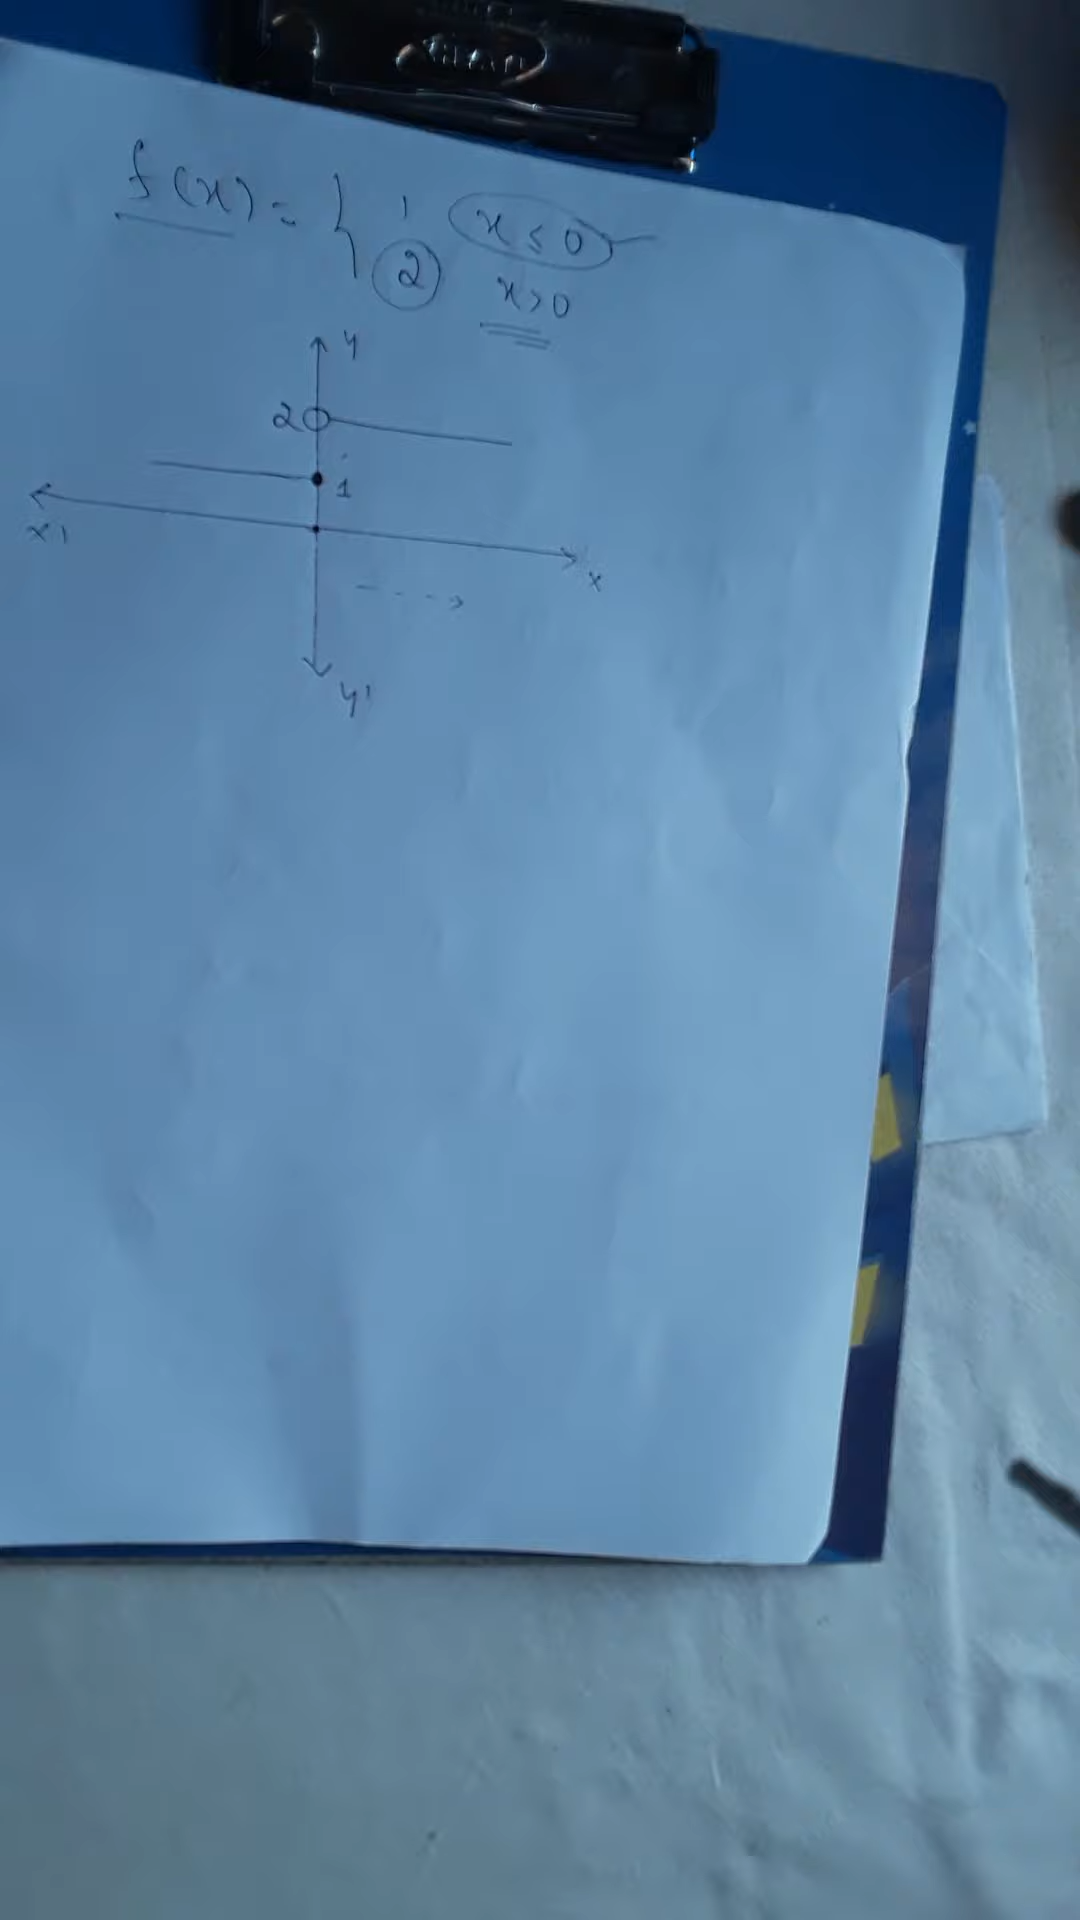 f(x) = { 1 x ≤ 0
2 x > 0
y
2
1
x'
x
y'